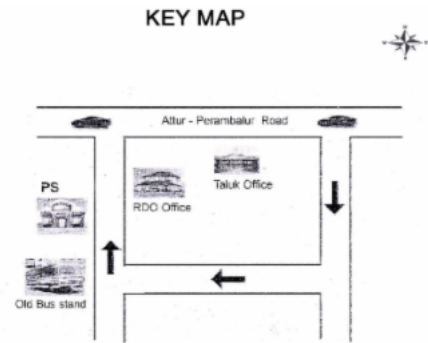 KEY MAP
Attur - Perambalur Road
Taluk Office
PS
RDO Office
Old Bus stand